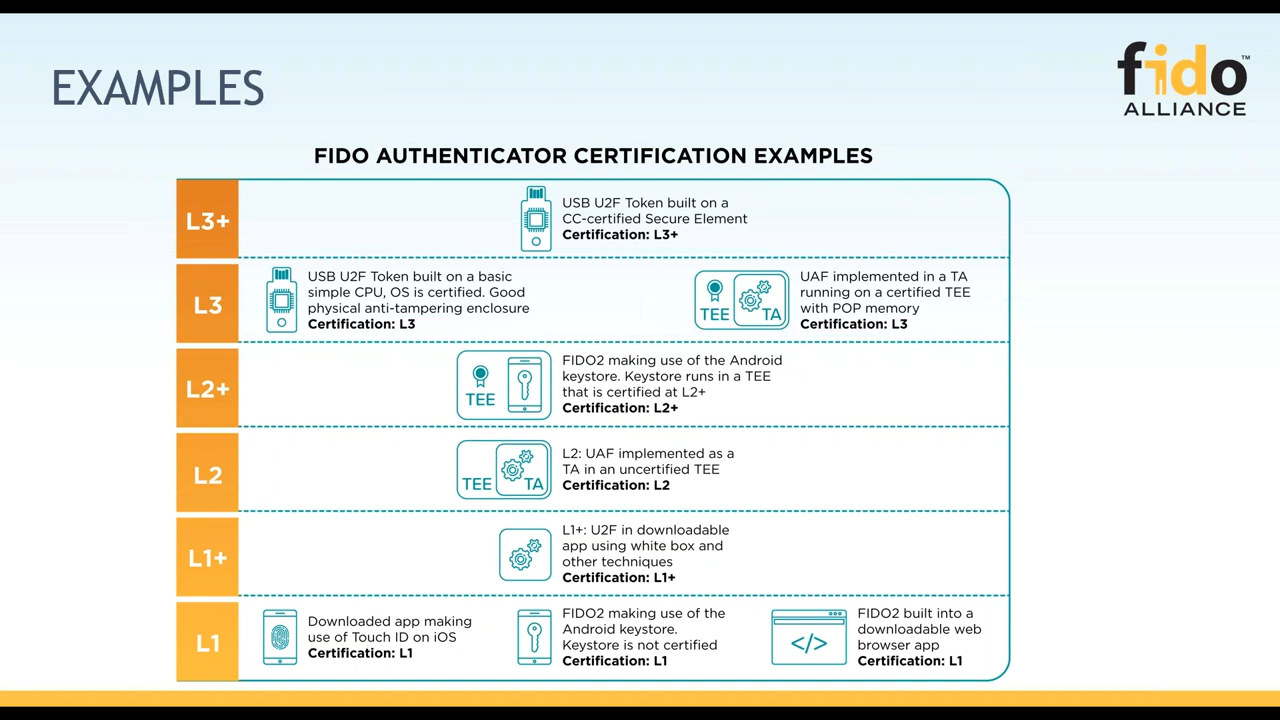 EXAMPLES
fido™
ALLIANCE
FIDO AUTHENTICATOR CERTIFICATION EXAMPLES
L3+
USB U2F Token built on a
CC-certified Secure Element
Certification: L3+
L3
USB U2F Token built on a basic
simple CPU, OS is certified. Good
physical anti-tampering enclosure
Certification: L3
TEE
TA
UAF implemented in a TA
running on a certified TEE
with POP memory
Certification: L3
L2+
TEE
FIDO2 making use of the Android
keystore. Keystore runs in a TEE
that is certified at L2+
Certification: L2+
L2
TEE
TA
L2: UAF implemented as a
TA in an uncertified TEE
Certification: L2
L1+
L1+: U2F in downloadable
app using white box and
other techniques
Certification: L1+
L1
Downloaded app making
use of Touch ID on iOS
Certification: L1
FIDO2 making use of the
Android keystore.
Keystore is not certified
Certification: L1
</>
FIDO2 built into a
downloadable web
browser app
Certification: L1